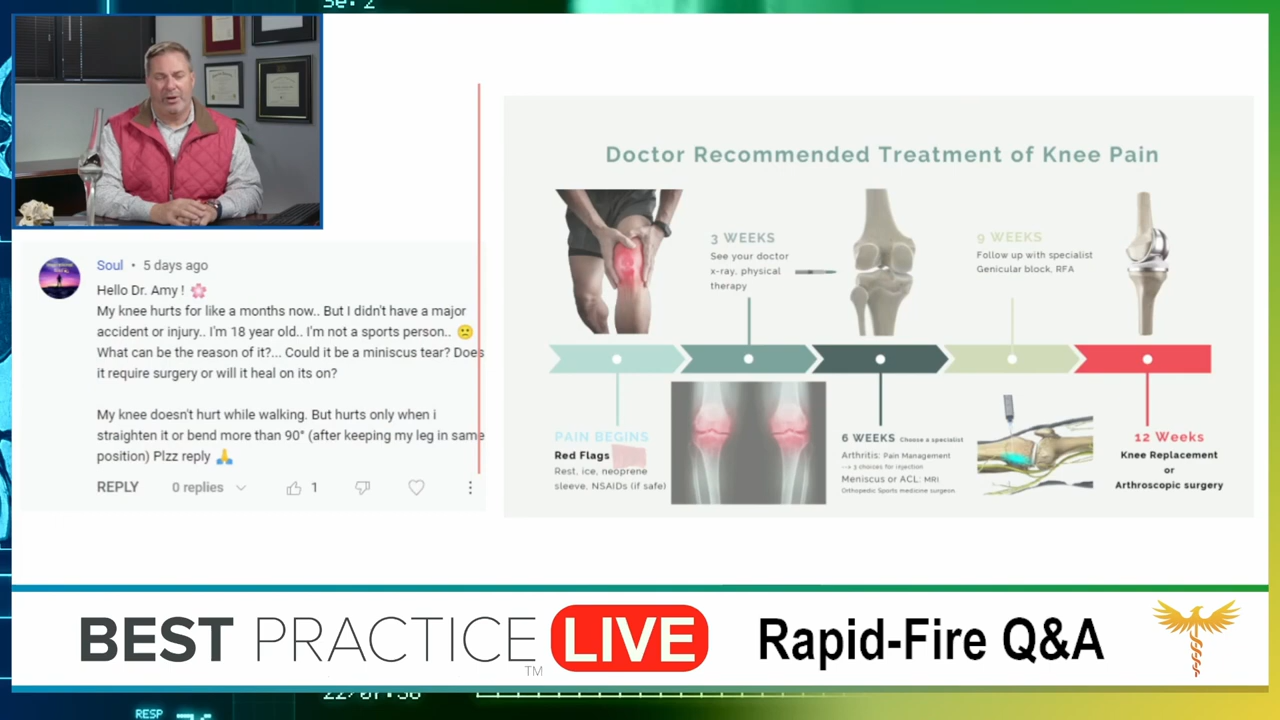 Se: 2
Soul • 5 days ago
Hello Dr. Amy ! 🌸
My knee hurts for like a months now.. But I didn't have a major
accident or injury.. I'm 18 year old.. I'm not a sports person.. 🙁
What can be the reason of it?... Could it be a miniscus tear? Does
it require surgery or will it heal on its on?
My knee doesn't hurt while walking. But hurts only when i
straighten it or bend more than 90° (after keeping my leg in same
position) Plzz reply 🙏
REPLY 0 replies 1
Doctor Recommended Treatment of Knee Pain
3 WEEKS
See your doctor
x-ray, physical
therapy
9 WEEKS
Follow up with specialist
Genicular block, RFA
PAIN BEGINS
Red Flags
Rest, ice, neoprene
sleeve, NSAIDs (if safe)
6 WEEKS Choose a specialist
Arthritis: Pain Management
--> 3 choices for injection
Meniscus or ACL: MRI
Orthopedic Sports medicine surgeon.
12 Weeks
Knee Replacement
or
Arthroscopic surgery
BEST PRACTICE LIVE
TM
Rapid-Fire Q&A
RESP